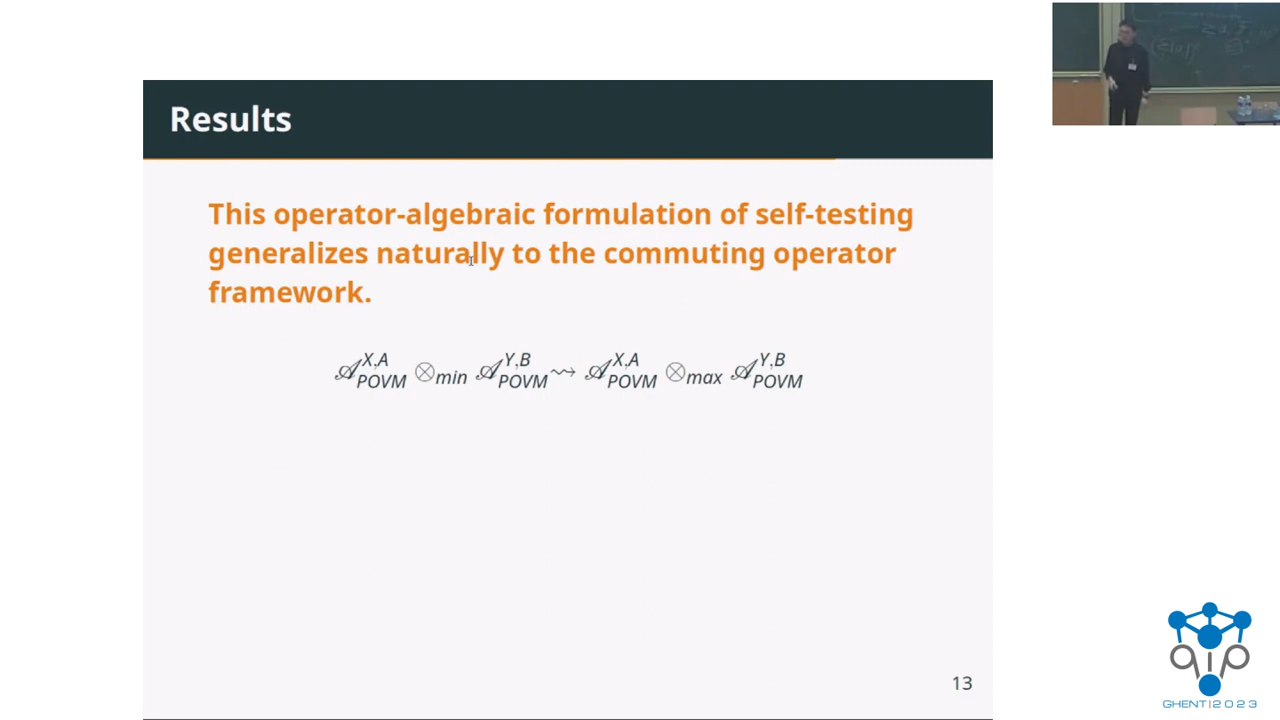 Results
This operator-algebraic formulation of self-testing
generalizes naturally to the commuting operator
framework.
𝒜^{X,A}_{POVM} ⊗_{min} 𝒜^{Y,B}_{POVM} ⇝ 𝒜^{X,A}_{POVM} ⊗_{max} 𝒜^{Y,B}_{POVM}
13
qip
GHENT|2023